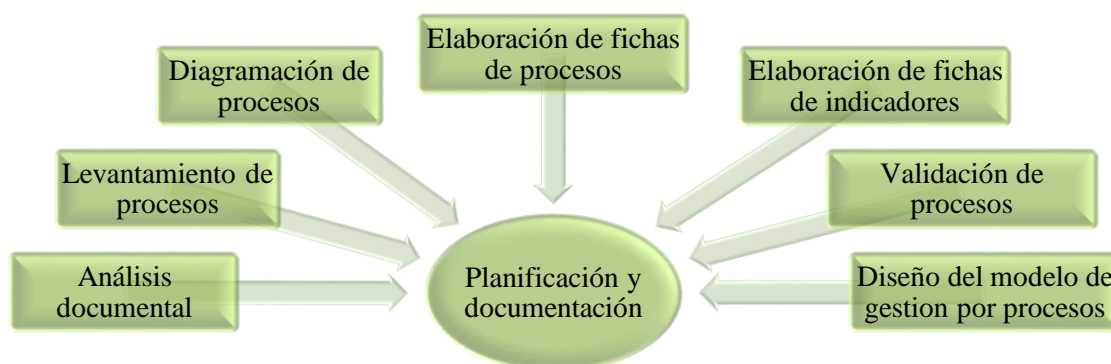 Elaboración de fichas
de procesos
Diagramación de
procesos
Elaboración de fichas
de indicadores
Levantamiento de
procesos
Validación de
procesos
Análisis
documental
Planificación y
documentación
Diseño del modelo de
gestion por procesos